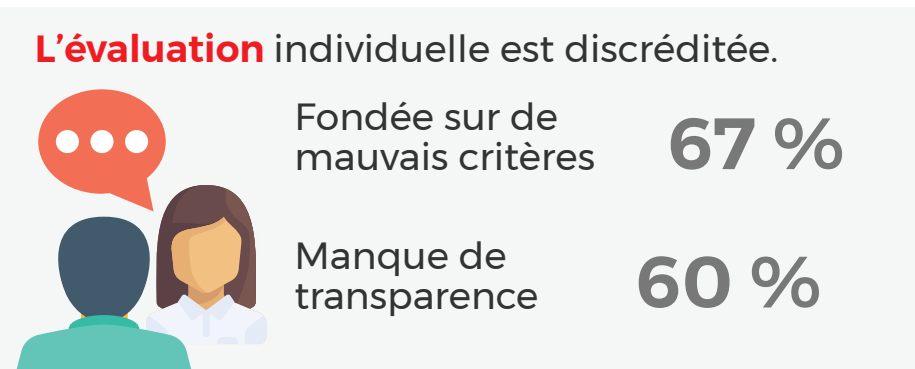 L’évaluation individuelle est discréditée.
Fondée sur de
mauvais critères
67 %
Manque de
transparence
60 %